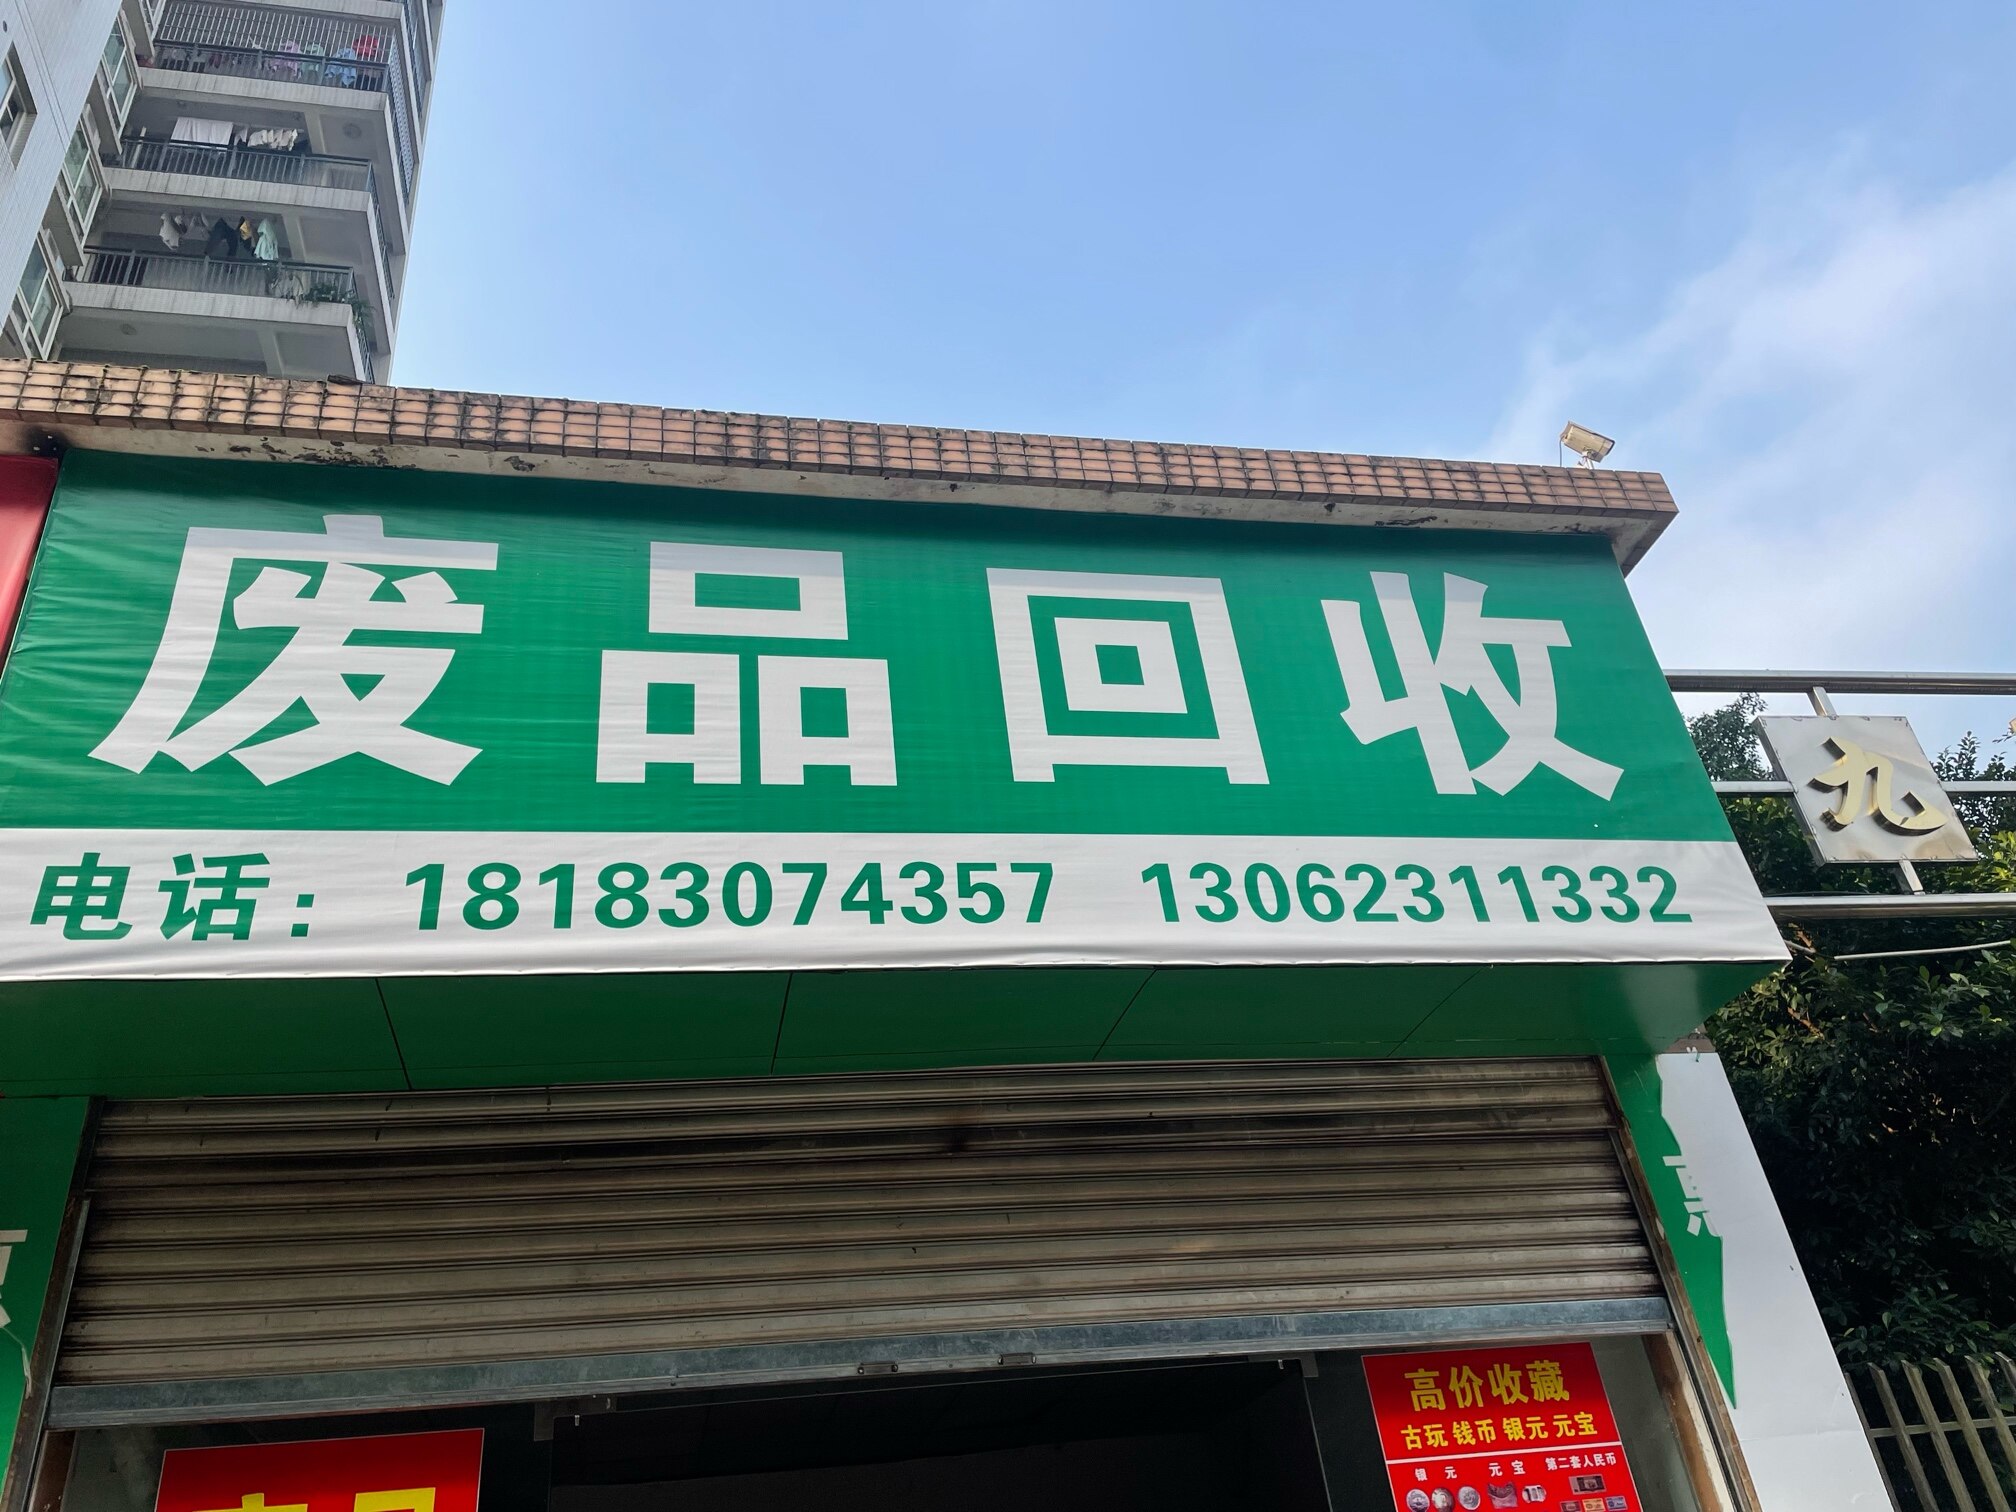 废品回收
电话：18183074357 13062311332
九
高价收藏
古玩 钱币 银元 元宝
银元 元宝 第二套人民币